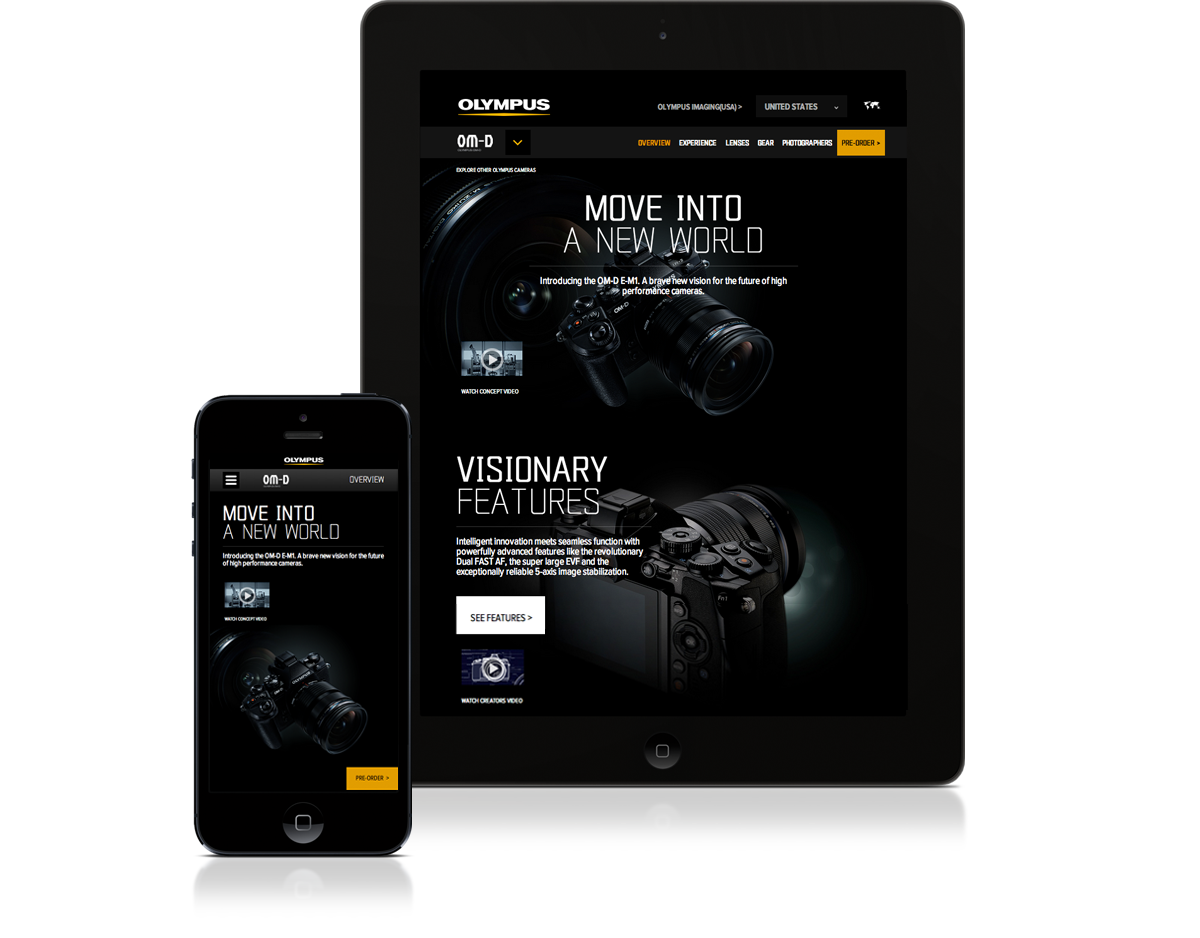 OLYMPUS
OLYMPUS IMAGING(USA) >
UNITED STATES
OM-D
OVERVIEW EXPERIENCE LENSES GEAR PHOTOGRAPHERS PRE-ORDER >
EXPLORE OTHER OLYMPUS CAMERAS
MOVE INTO
A NEW WORLD
Introducing the OM-D E-M1. A brave new vision for the future of high
performance cameras.
OM-D
WATCH CONCEPT VIDEO
VISIONARY
FEATURES
Intelligent innovation meets seamless function with
powerfully advanced features like the revolutionary
Dual FAST AF, the super large EVF and the
exceptionally reliable 5-axis image stabilization.
Fn1
SEE FEATURES >
WATCH CREATORS VIDEO
OLYMPUS
OM-D
OVERVIEW
MOVE INTO
A NEW WORLD
Introducing the OM-D E-M1. A brave new vision for the future
of high performance cameras.
WATCH CONCEPT VIDEO
OLYMPUS
PRE-ORDER >